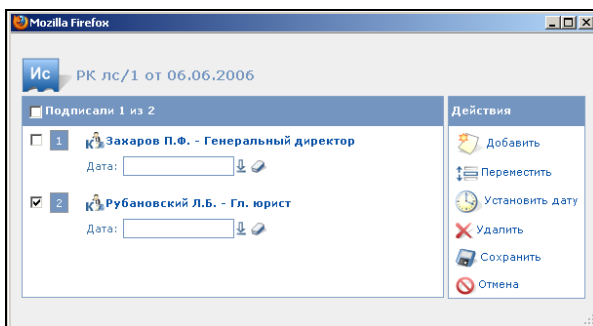 Mozilla Firefox
Ис РК лс/1 от 06.06.2006
Подписали 1 из 2
1 Захаров П.Ф. - Генеральный директор
Дата:
2 Рубановский Л.Б. - Гл. юрист
Дата:
Действия
Добавить
Переместить
Установить дату
Удалить
Сохранить
Отмена